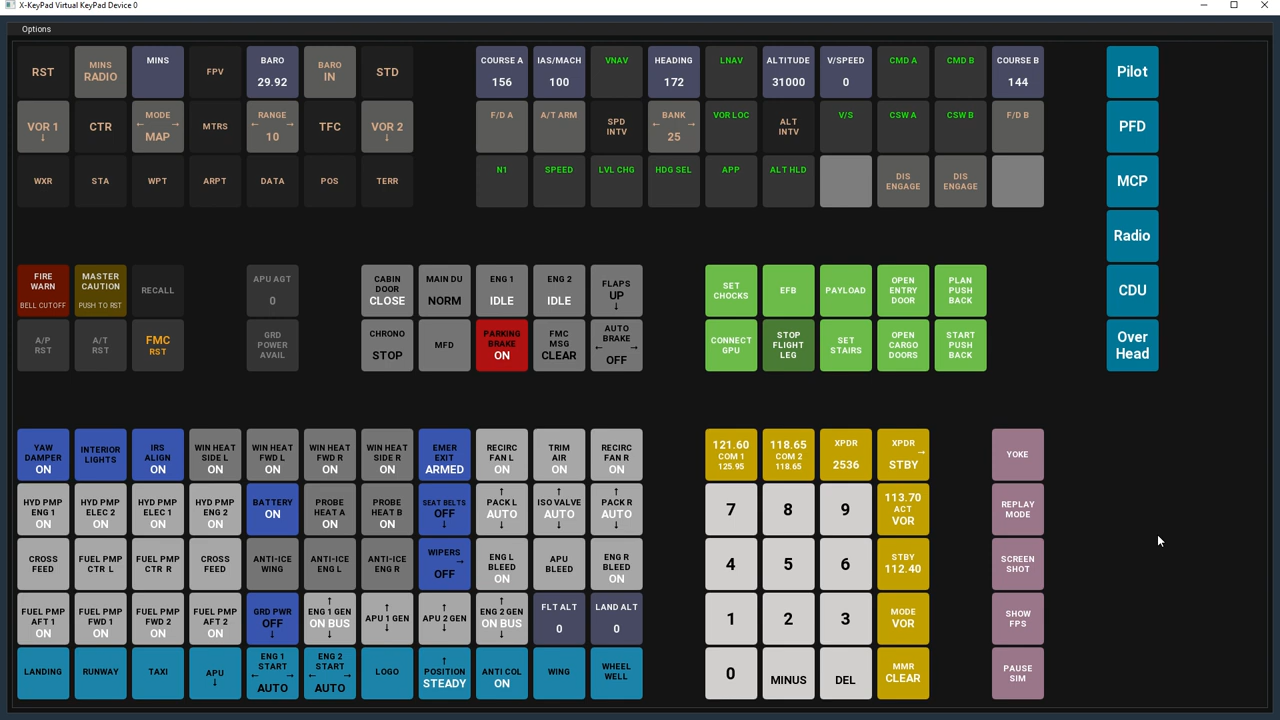 X-KeyPad Virtual KeyPad Device 0
Options
RST
MINS
RADIO
MINS
FPV
BARO
29.92
BARO
IN
STD
COURSE A
156
IAS/MACH
100
VNAV
HEADING
172
LNAV
ALTITUDE
31000
V/SPEED
0
CMD A
CMD B
COURSE B
144
Pilot
VOR 1
↓
CTR
MODE
← →
MAP
MTRS
RANGE
← →
10
TFC
VOR 2
↓
F/D A
A/T ARM
SPD
INTV
BANK
← →
25
VOR LOC
ALT
INTV
V/S
CSW A
CSW B
F/D B
PFD
WXR
STA
WPT
ARPT
DATA
POS
TERR
N1
SPEED
LVL CHG
HDG SEL
APP
ALT HLD
DIS
ENGAGE
DIS
ENGAGE
MCP
Radio
FIRE
WARN
BELL CUTOFF
MASTER
CAUTION
PUSH TO RST
RECALL
APU AGT
0
CABIN
DOOR
CLOSE
MAIN DU
NORM
ENG 1
IDLE
ENG 2
IDLE
FLAPS
UP
↓
SET
CHOCKS
EFB
PAYLOAD
OPEN
ENTRY
DOOR
PLAN
PUSH
BACK
CDU
A/P
RST
A/T
RST
FMC
RST
GRD
POWER
AVAIL
CHRONO
STOP
MFD
PARKING
BRAKE
ON
FMC
MSG
CLEAR
AUTO
BRAKE
← →
OFF
CONNECT
GPU
STOP
FLIGHT
LEG
SET
STAIRS
OPEN
CARGO
DOORS
START
PUSH
BACK
Over
Head
YAW
DAMPER
ON
INTERIOR
LIGHTS
IRS
ALIGN
ON
WIN HEAT
SIDE L
ON
WIN HEAT
FWD L
ON
WIN HEAT
FWD R
ON
WIN HEAT
SIDE R
ON
EMER
EXIT
ARMED
RECIRC
FAN L
ON
TRIM
AIR
ON
RECIRC
FAN R
ON
121.60
COM 1
125.95
118.65
COM 2
118.65
XPDR
2536
XPDR
→
STBY
YOKE
HYD PMP
ENG 1
ON
HYD PMP
ELEC 2
ON
HYD PMP
ELEC 1
ON
HYD PMP
ENG 2
ON
BATTERY
ON
PROBE
HEAT A
ON
PROBE
HEAT B
ON
SEAT BELTS
OFF
↓
↑
PACK L
AUTO
↓
↑
ISO VALVE
AUTO
↓
↑
PACK R
AUTO
↓
7
8
9
113.70
ACT
VOR
REPLAY
MODE
CROSS
FEED
FUEL PMP
CTR L
FUEL PMP
CTR R
CROSS
FEED
ANTI-ICE
WING
ANTI-ICE
ENG L
ANTI-ICE
ENG R
WIPERS
→
OFF
ENG L
BLEED
ON
APU
BLEED
ENG R
BLEED
ON
4
5
6
STBY
112.40
SCREEN
SHOT
FUEL PMP
AFT 1
ON
FUEL PMP
FWD 1
ON
FUEL PMP
FWD 2
ON
FUEL PMP
AFT 2
ON
GRD PWR
OFF
↓
↑
ENG 1 GEN
ON BUS
↓
↑
APU 1 GEN
↓
↑
APU 2 GEN
↓
↑
ENG 2 GEN
ON BUS
↓
FLT ALT
0
LAND ALT
0
1
2
3
MODE
VOR
SHOW
FPS
LANDING
RUNWAY
TAXI
APU
↓
ENG 1
START
← →
AUTO
ENG 2
START
← →
AUTO
LOGO
↑
POSITION
STEADY
ANTI COL
ON
WING
WHEEL
WELL
0
MINUS
DEL
MMR
CLEAR
PAUSE
SIM